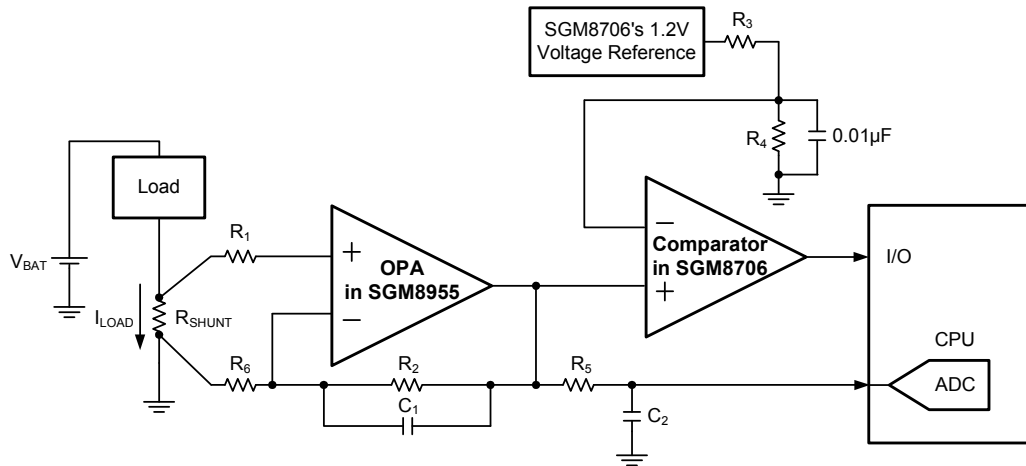 SGM8706's 1.2V
Voltage Reference
R3
R4
0.01µF
Load
VBAT
ILOAD
RSHUNT
R1
+
OPA
in SGM8955
−
R6
R2
C1
−
Comparator
in SGM8706
+
R5
C2
I/O
CPU
ADC